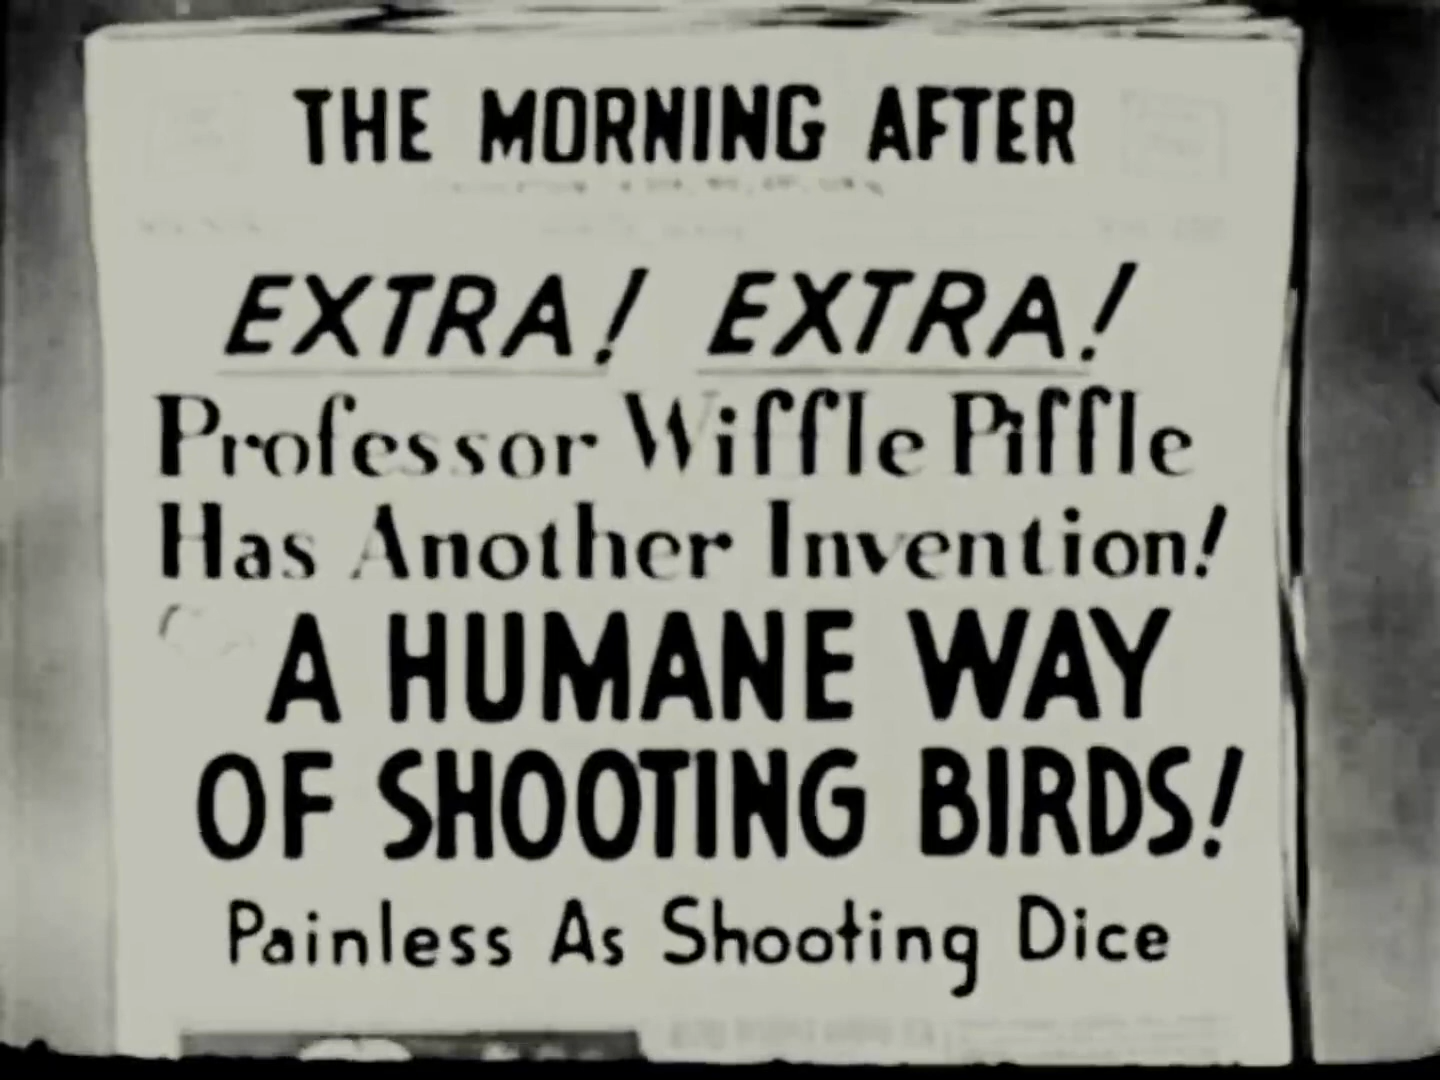 THE MORNING AFTER
EXTRA! EXTRA!
Professor Wiffle Piffle
Has Another Invention!
A HUMANE WAY
OF SHOOTING BIRDS!
Painless As Shooting Dice